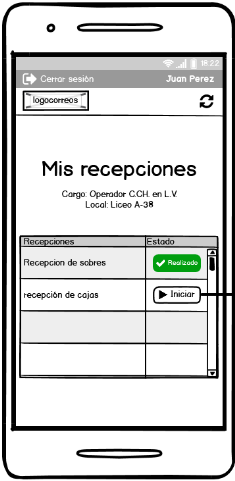 18:22
Cerrar sesión Juan Perez
logocorreos
Mis recepciones
Cargo: Operador C.CH. en L.V.
Local: Liceo A-38
Recepciones Estado
Recepcion de sobres Realizado
recepción de cajas Iniciar